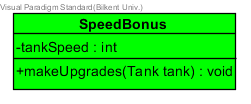 Visual Paradigm Standard(Bilkent Univ.)
SpeedBonus
-tankSpeed : int
+makeUpgrades(Tank tank) : void